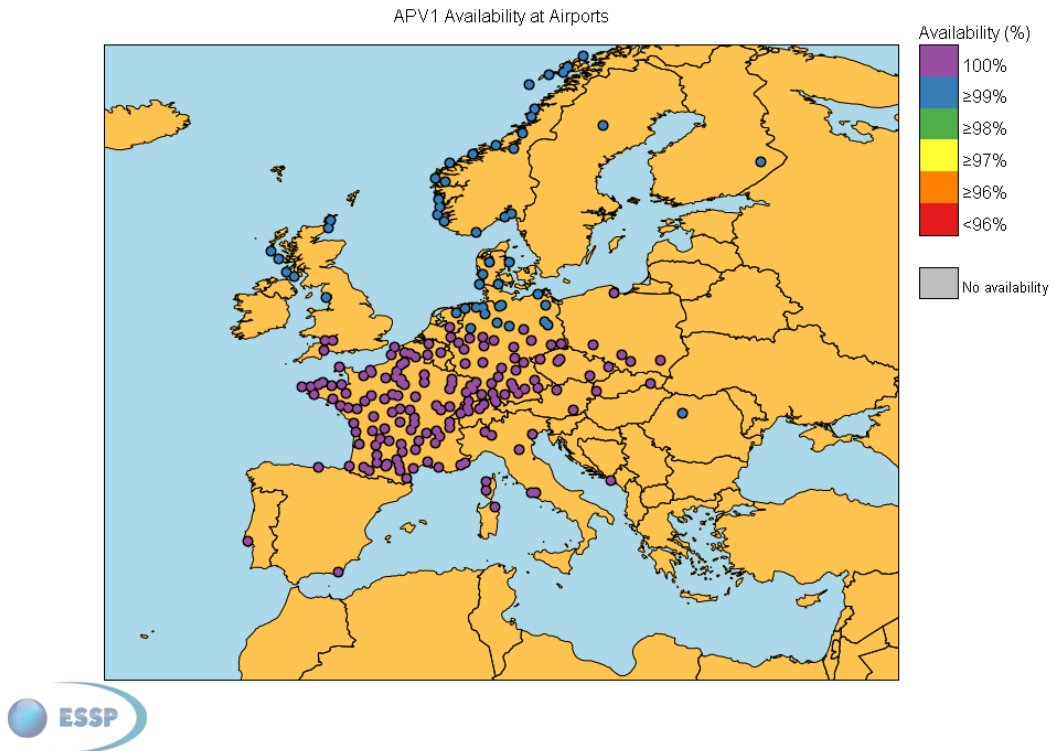 APV1 Availability at Airports
Availability (%)
100%
≥99%
≥98%
≥97%
≥96%
<96%
No availability
ESSP